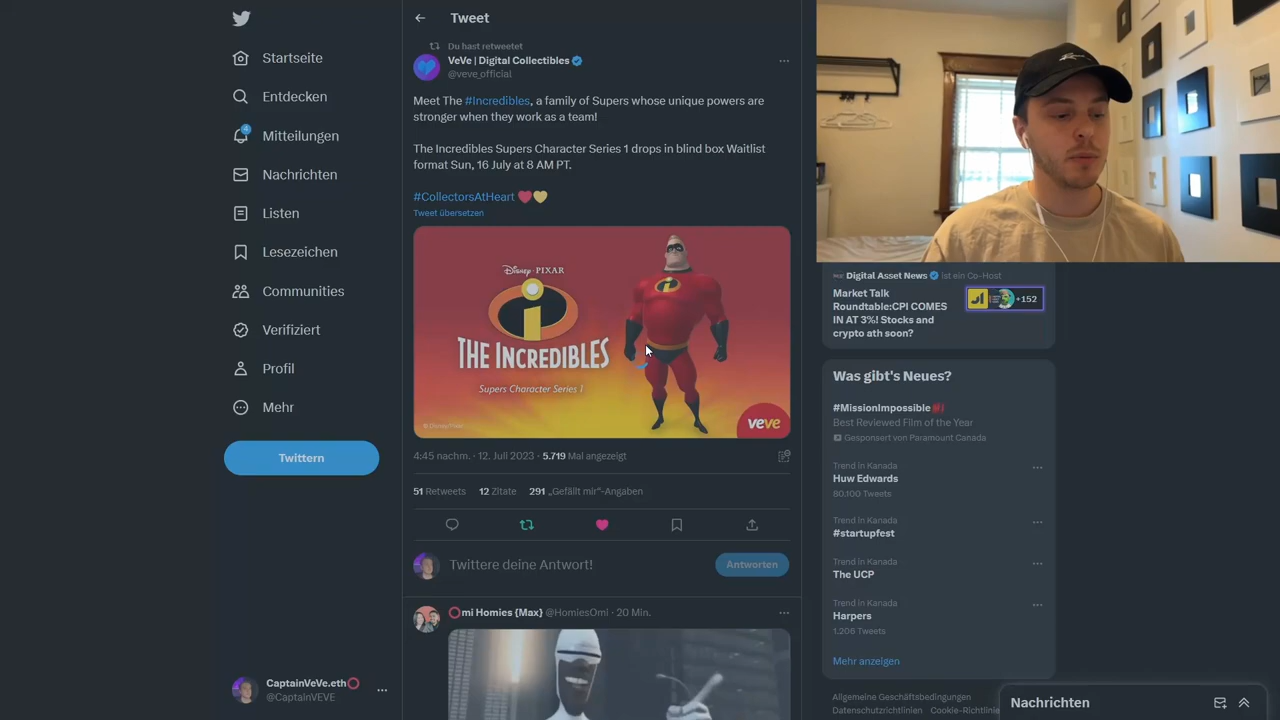 Startseite
Entdecken
4
Mitteilungen
Nachrichten
Listen
Lesezeichen
Communities
Verifiziert
Profil
Mehr
Twittern
CaptainVeVe.eth⭕
@CaptainVEVE
Tweet
Du hast retweetet
VeVe | Digital Collectibles
@veve_official
Meet The #Incredibles, a family of Supers whose unique powers are
stronger when they work as a team!
The Incredibles Supers Character Series 1 drops in blind box Waitlist
format Sun, 16 July at 8 AM PT.
#CollectorsAtHeart ❤️💛
Tweet übersetzen
Disney·PIXAR
THE INCREDIBLES
Supers Character Series 1
© Disney/Pixar
veve
4:45 nachm. · 12. Juli 2023 · 5.719 Mal angezeigt
51 Retweets 12 Zitate 291 „Gefällt mir“-Angaben
Twittere deine Antwort!
Antworten
⭕mi Homies {Max} @HomiesOmi · 20 Min.
Digital Asset News ist ein Co-Host
Market Talk
Roundtable:CPI COMES
IN AT 3%! Stocks and
crypto ath soon?
+152
Was gibt's Neues?
#MissionImpossible
Best Reviewed Film of the Year
Gesponsert von Paramount Canada
Trend in Kanada
Huw Edwards
80.100 Tweets
Trend in Kanada
#startupfest
Trend in Kanada
The UCP
Trend in Kanada
Harpers
1.206 Tweets
Mehr anzeigen
Allgemeine Geschäftsbedingungen
Datenschutzrichtlinien Cookie-Richtlinie
Nachrichten